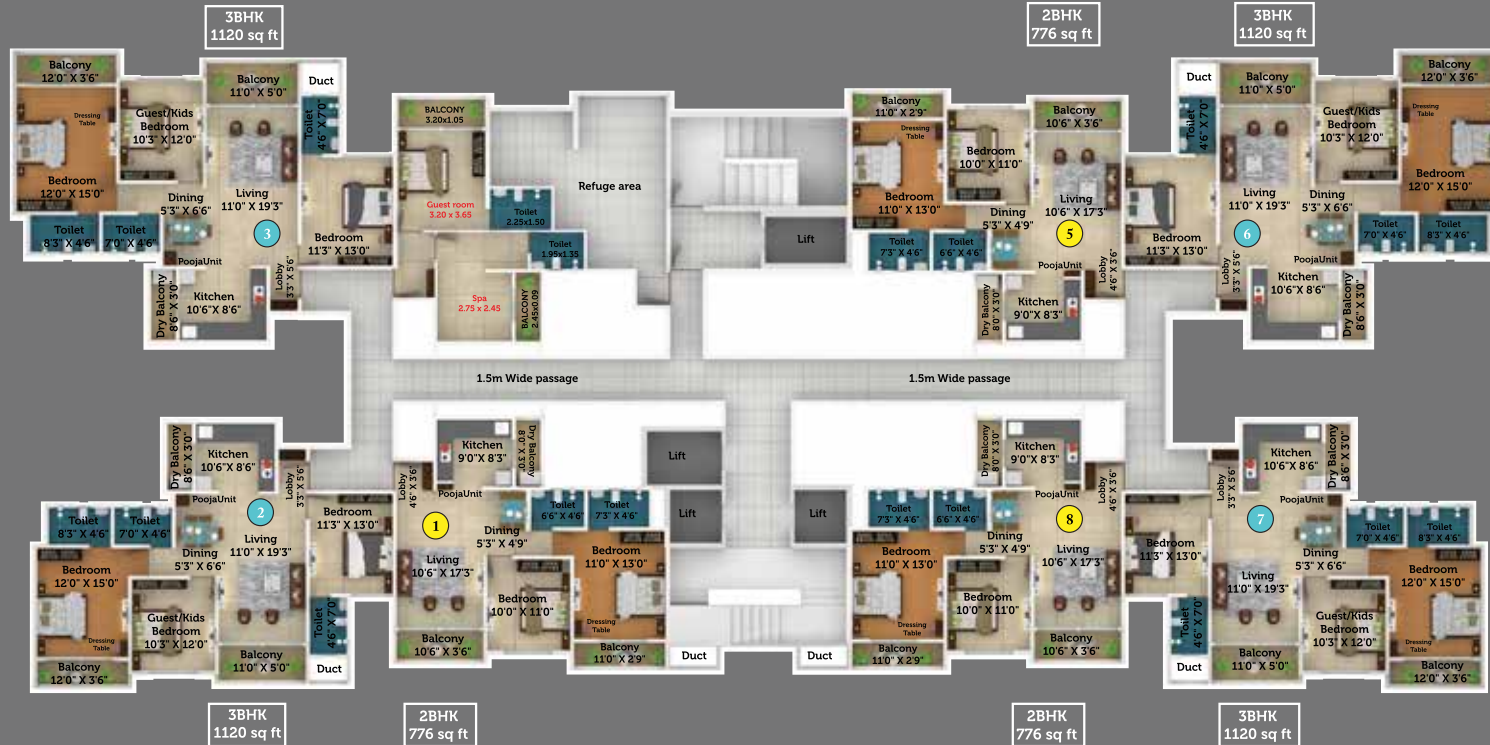 3BHK
1120 sq ft
2BHK
776 sq ft
3BHK
1120 sq ft
Balcony
12'0" X 3'6"
Balcony
11'0" X 5'0"
Duct
Guest/Kids
Bedroom
10'3" X 12'0"
Toilet
4'6" X 7'0"
Dressing
Table
Bedroom
12'0" X 15'0"
Living
11'0" X 19'3"
Dining
5'3" X 6'6"
3
Toilet
8'3" X 4'6"
Toilet
7'0" X 4'6"
Bedroom
11'3" X 13'0"
PoojaUnit
Lobby
3'3" X 5'6"
Kitchen
10'6"X 8'6"
Dry Balcony
8'6" X 3'0"
BALCONY
3.20x1.05
Guest room
3.20 x 3.65
Toilet
2.25x1.50
Toilet
1.95x1.35
Spa
2.75 x 2.45
BALCONY
2.45x0.09
Refuge area
Lift
Balcony
11'0" X 2'9"
Dressing
Table
Bedroom
11'0" X 13'0"
Bedroom
10'0" X 11'0"
Balcony
10'6" X 3'6"
Living
10'6" X 17'3"
Dining
5'3" X 4'9"
5
Toilet
7'3" X 4'6"
Toilet
6'6" X 4'6"
PoojaUnit
Lobby
4'6" X 3'6"
Kitchen
9'0"X 8'3"
Dry Balcony
8'0" X 3'0"
Duct
Balcony
11'0" X 5'0"
Balcony
12'0" X 3'6"
Toilet
4'6" X 7'0"
Guest/Kids
Bedroom
10'3" X 12'0"
Dressing
Table
Bedroom
12'0" X 15'0"
Living
11'0" X 19'3"
Dining
5'3" X 6'6"
6
Bedroom
11'3" X 13'0"
Toilet
7'0" X 4'6"
Toilet
8'3" X 4'6"
PoojaUnit
Lobby
3'3" X 5'6"
Kitchen
10'6"X 8'6"
Dry Balcony
8'6" X 3'0"
1.5m Wide passage
1.5m Wide passage
Dry Balcony
8'6" X 3'0"
Kitchen
10'6" X 8'6"
Lobby
3'3" X 5'6"
PoojaUnit
2
Toilet
8'3" X 4'6"
Toilet
7'0" X 4'6"
Dining
5'3" X 6'6"
Living
11'0" X 19'3"
Bedroom
11'3" X 13'0"
Bedroom
12'0" X 15'0"
Guest/Kids
Bedroom
10'3" X 12'0"
Dressing
Table
Toilet
4'6" X 7'0"
Balcony
12'0" X 3'6"
Balcony
11'0" X 5'0"
Duct
Kitchen
9'0"X 8'3"
Dry Balcony
8'0" X 3'0"
Lobby
4'6" X 3'6"
PoojaUnit
1
Toilet
6'6" X 4'6"
Toilet
7'3" X 4'6"
Dining
5'3" X 4'9"
Living
10'6" X 17'3"
Bedroom
11'0" X 13'0"
Bedroom
10'0" X 11'0"
Dressing
Table
Balcony
10'6" X 3'6"
Balcony
11'0" X 2'9"
Duct
Lift
Lift
Lift
Dry Balcony
8'0" X 3'0"
Kitchen
9'0"X 8'3"
Lobby
4'6" X 3'6"
PoojaUnit
8
Toilet
7'3" X 4'6"
Toilet
6'6" X 4'6"
Dining
5'3" X 4'9"
Living
10'6" X 17'3"
Bedroom
11'0" X 13'0"
Bedroom
10'0" X 11'0"
Dressing
Table
Duct
Balcony
11'0" X 2'9"
Balcony
10'6" X 3'6"
Kitchen
10'6" X 8'6"
Dry Balcony
8'6" X 3'0"
Lobby
3'3" X 5'6"
PoojaUnit
7
Toilet
7'0" X 4'6"
Toilet
8'3" X 4'6"
Bedroom
11'3" X 13'0"
Dining
5'3" X 6'6"
Living
11'0" X 19'3"
Bedroom
12'0" X 15'0"
Guest/Kids
Bedroom
10'3" X 12'0"
Dressing
Table
Toilet
4'6" X 7'0"
Duct
Balcony
11'0" X 5'0"
Balcony
12'0" X 3'6"
3BHK
1120 sq ft
2BHK
776 sq ft
2BHK
776 sq ft
3BHK
1120 sq ft